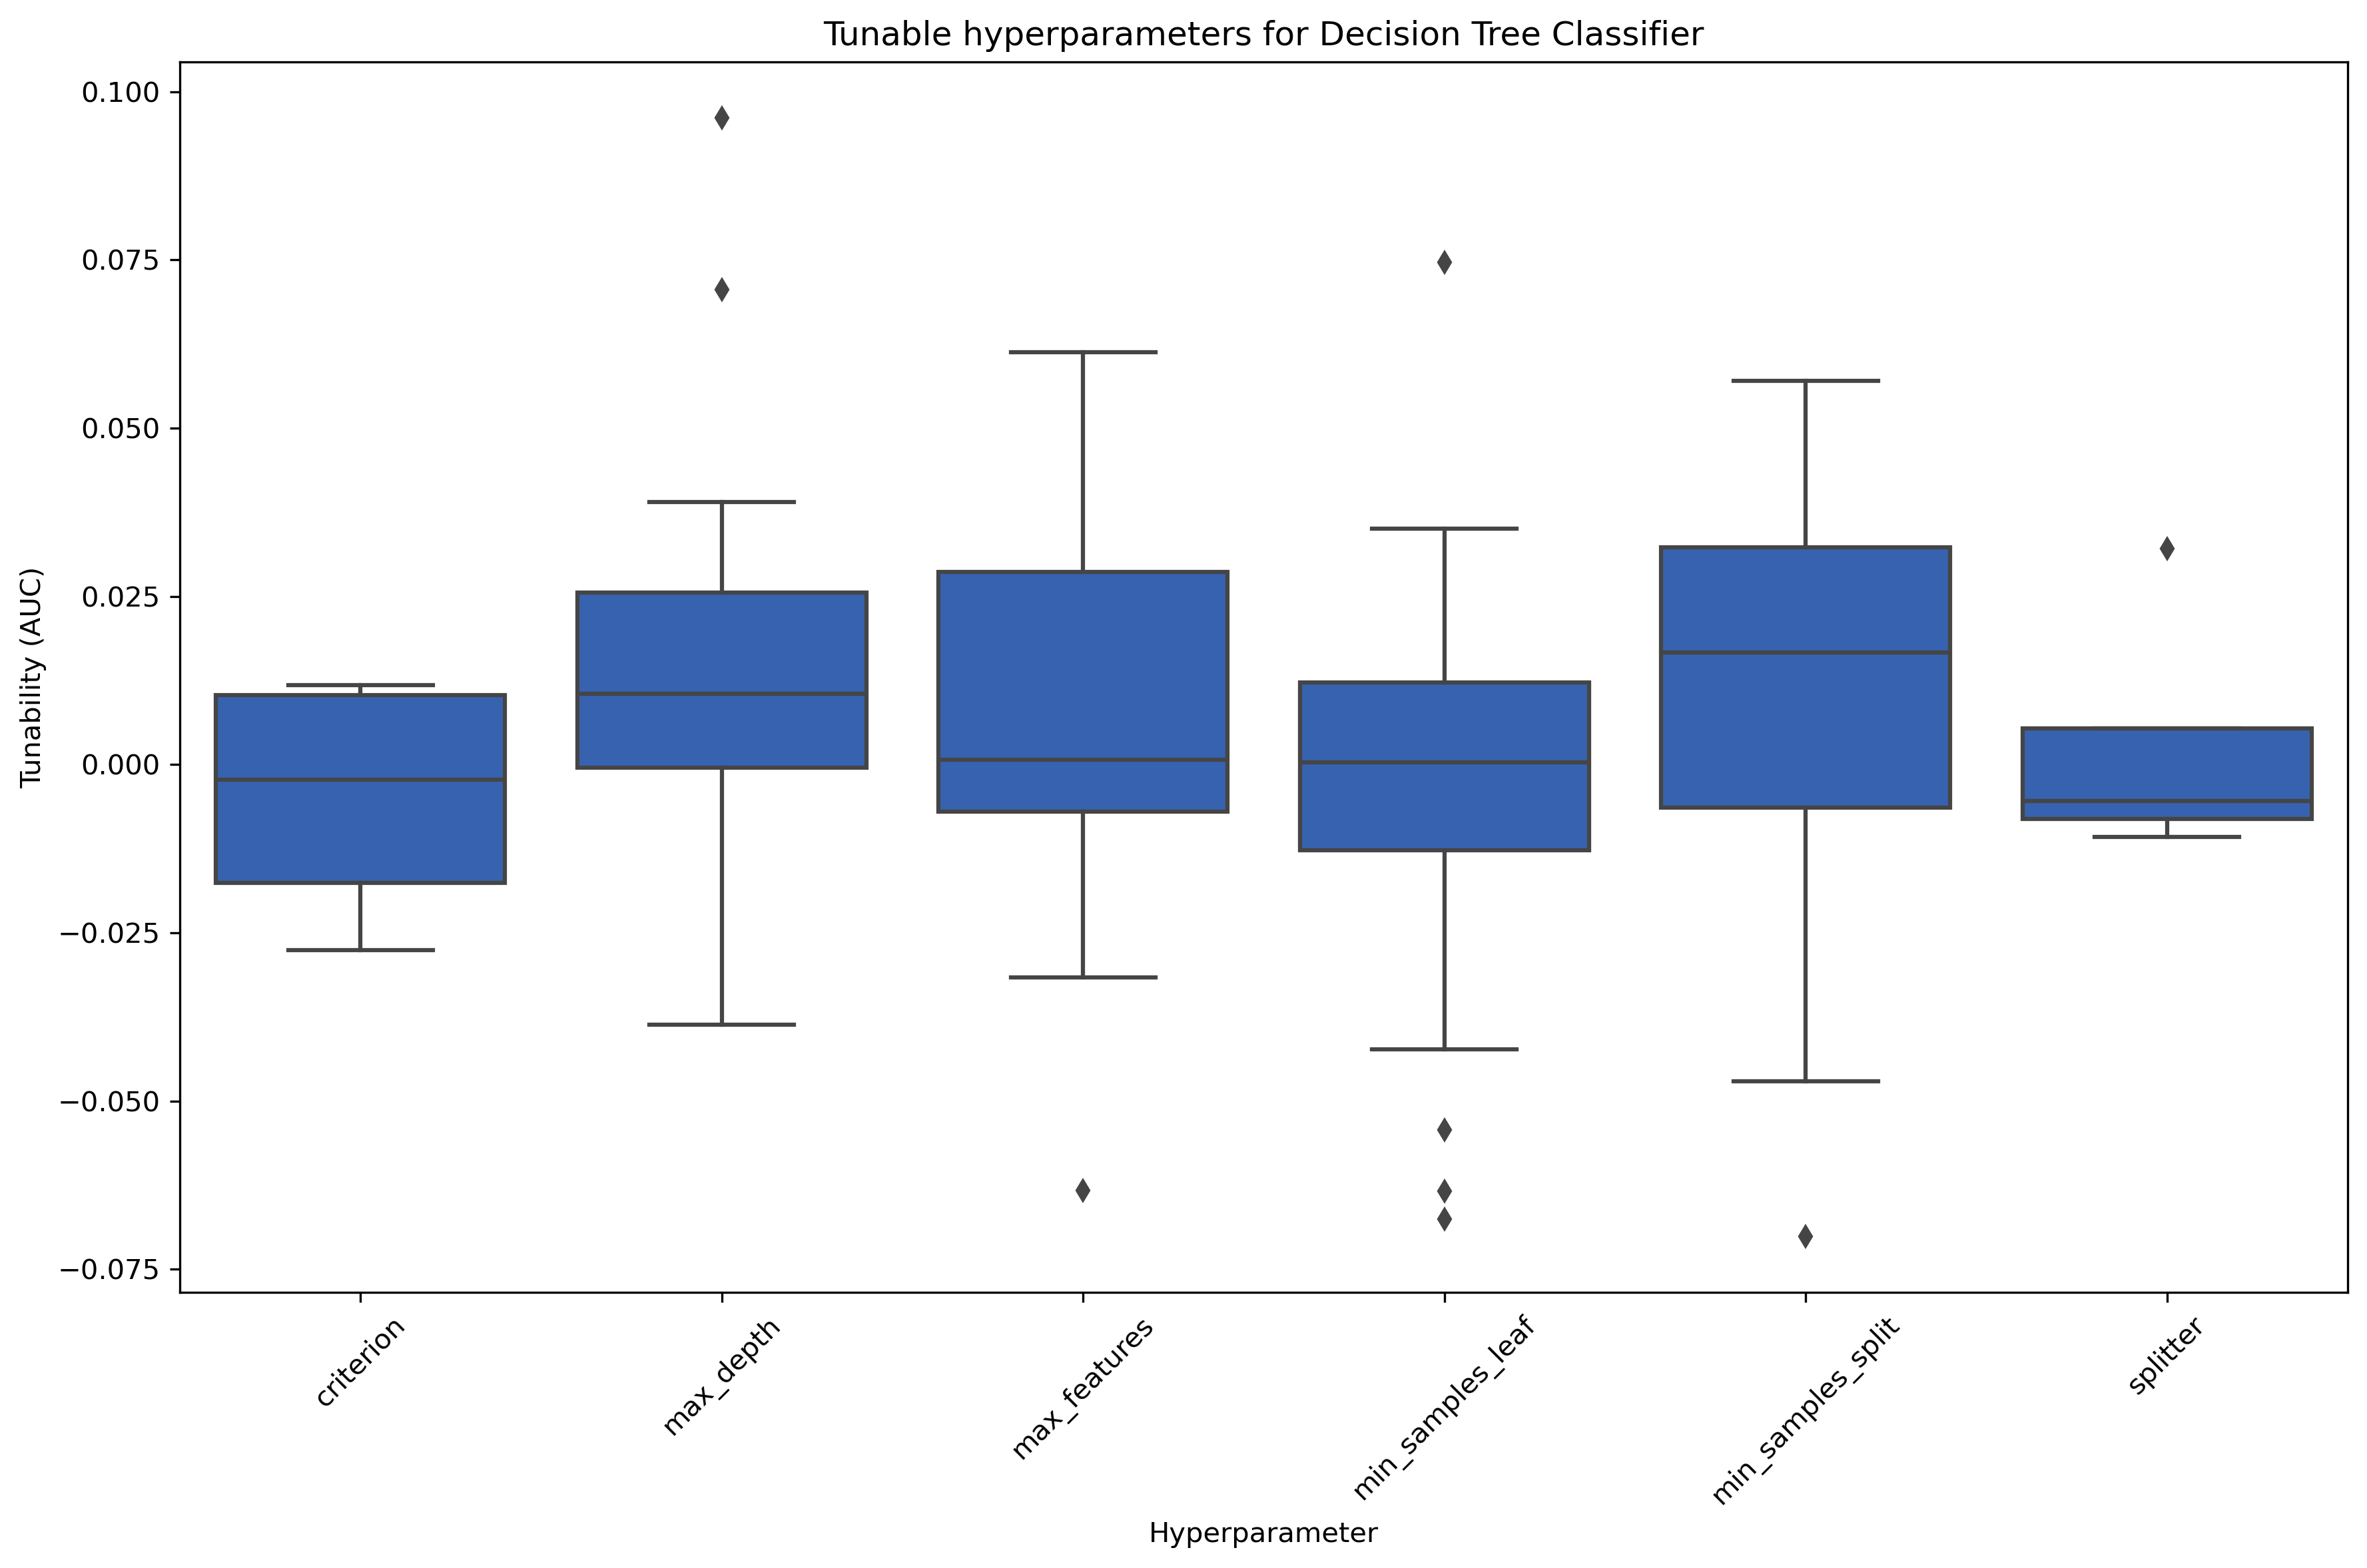 Tunable hyperparameters for Decision Tree Classifier
Tunability (AUC)
0.100
0.075
0.050
0.025
0.000
−0.025
−0.050
−0.075
criterion
max_depth
max_features
min_samples_leaf
min_samples_split
splitter
Hyperparameter